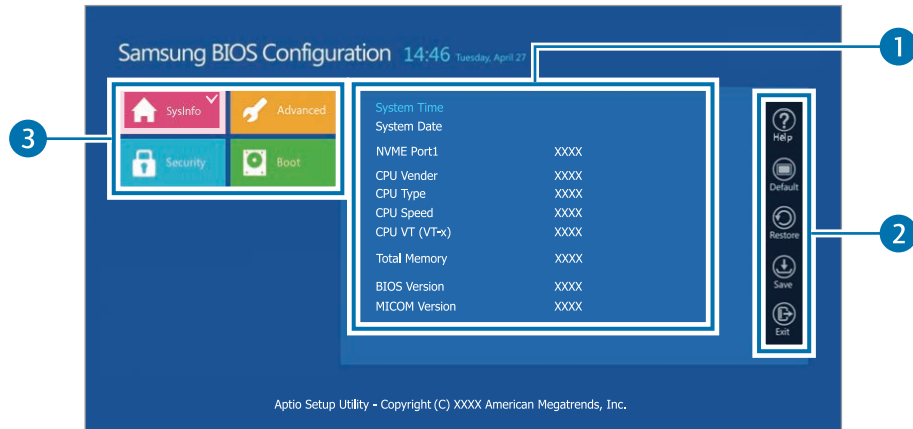 Samsung BIOS Configuration 14:46 Tuesday, April 27
1
SysInfo Advanced
Security Boot
3
System Time
System Date
NVME Port1 XXXX
CPU Vender XXXX
CPU Type XXXX
CPU Speed XXXX
CPU VT (VT-x) XXXX
Total Memory XXXX
BIOS Version XXXX
MICOM Version XXXX
Help
Default
Restore
Save
Exit
2
Aptio Setup Utility - Copyright (C) XXXX American Megatrends, Inc.